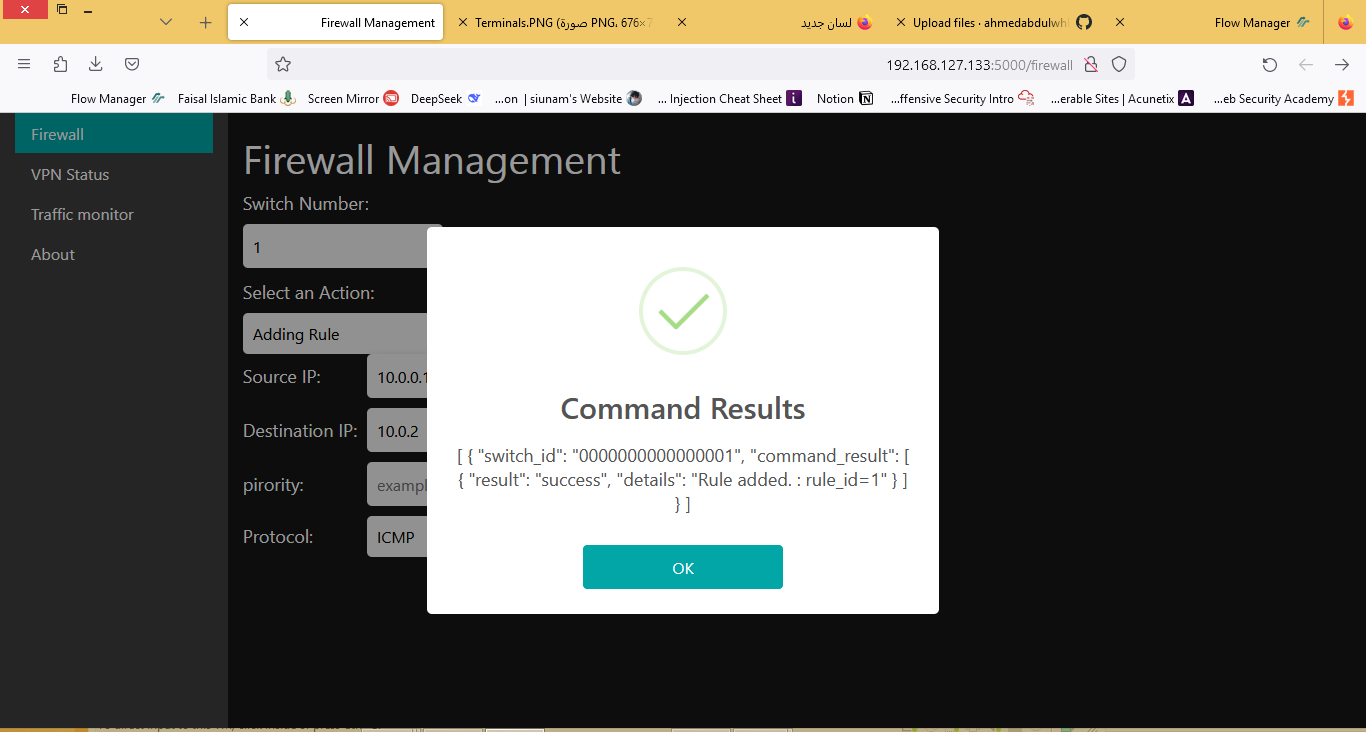 Firewall Management
Terminals.PNG (صورة PNG، 676×7
لسان جديد
Upload files · ahmedabdulwh
Flow Manager
192.168.127.133:5000/firewall
Flow Manager
Faisal Islamic Bank
Screen Mirror
DeepSeek
...on | siunam's Website
... Injection Cheat Sheet
Notion
...ffensive Security Intro
...erable Sites | Acunetix
...eb Security Academy
Firewall
VPN Status
Traffic monitor
About
Firewall Management
Switch Number:
1
Select an Action:
Adding Rule
Source IP:
10.0.0.1
Destination IP:
10.0.2
pirority:
exampl
Protocol:
ICMP
Command Results
[ { "switch_id": "0000000000000001", "command_result": [
{ "result": "success", "details": "Rule added. : rule_id=1" } ]
} ]
OK